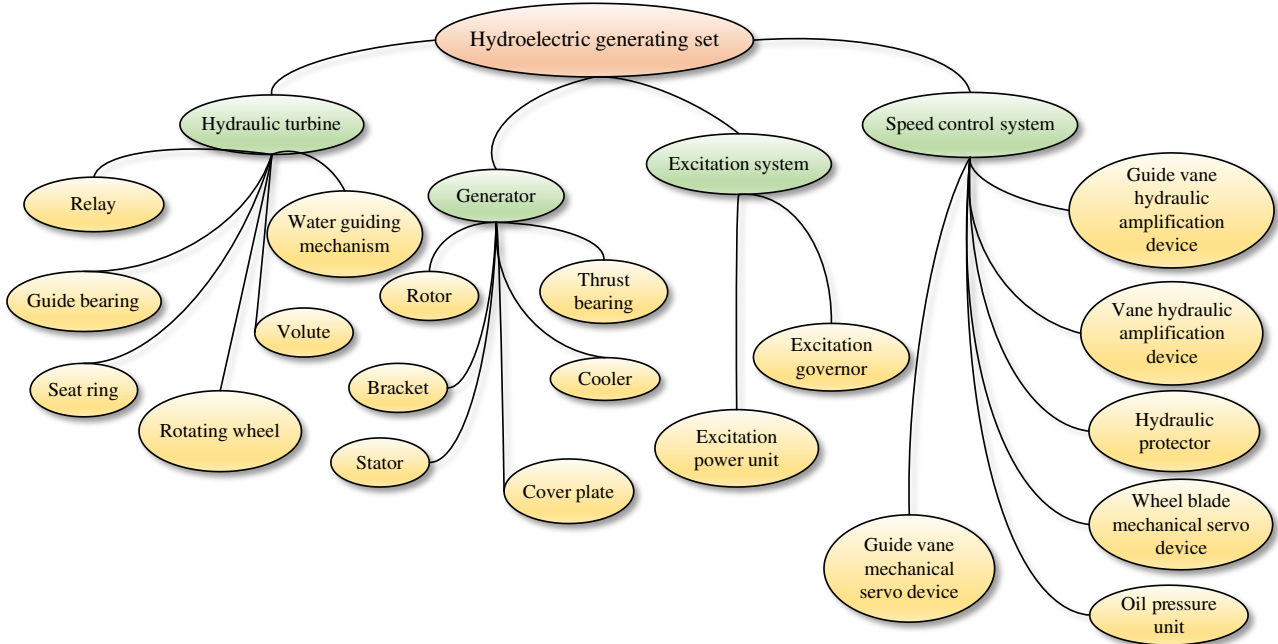 Hydroelectric generating set
Hydraulic turbine
Speed control system
Excitation system
Generator
Relay
Water guiding
mechanism
Guide bearing
Volute
Seat ring
Rotating wheel
Rotor
Thrust
bearing
Bracket
Cooler
Stator
Cover plate
Excitation
governor
Excitation
power unit
Guide vane
hydraulic
amplification
device
Vane hydraulic
amplification
device
Hydraulic
protector
Wheel blade
mechanical servo
device
Guide vane
mechanical
servo device
Oil pressure
unit